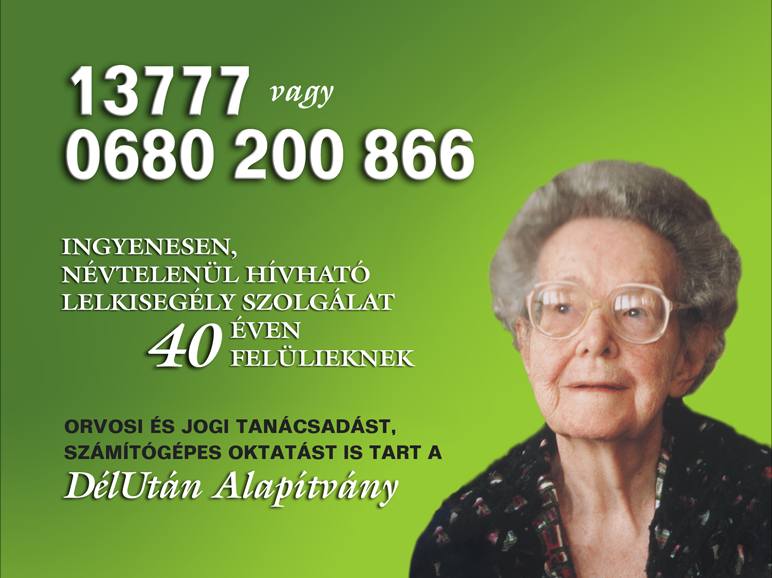 13777 vagy
0680 200 866
INGYENESEN,
NÉVTELENÜL HÍVHATÓ
LELKISEGÉLY SZOLGÁLAT
40 ÉVEN
FELÜLIEKNEK
ORVOSI ÉS JOGI TANÁCSADÁST,
SZÁMÍTÓGÉPES OKTATÁST IS TART A
DélUtán Alapítvány